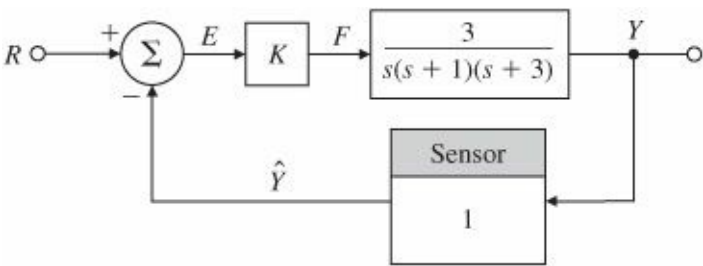 R
+
Σ
−
E
K
F
3
s(s + 1)(s + 3)
Y
Sensor
1
Ŷ